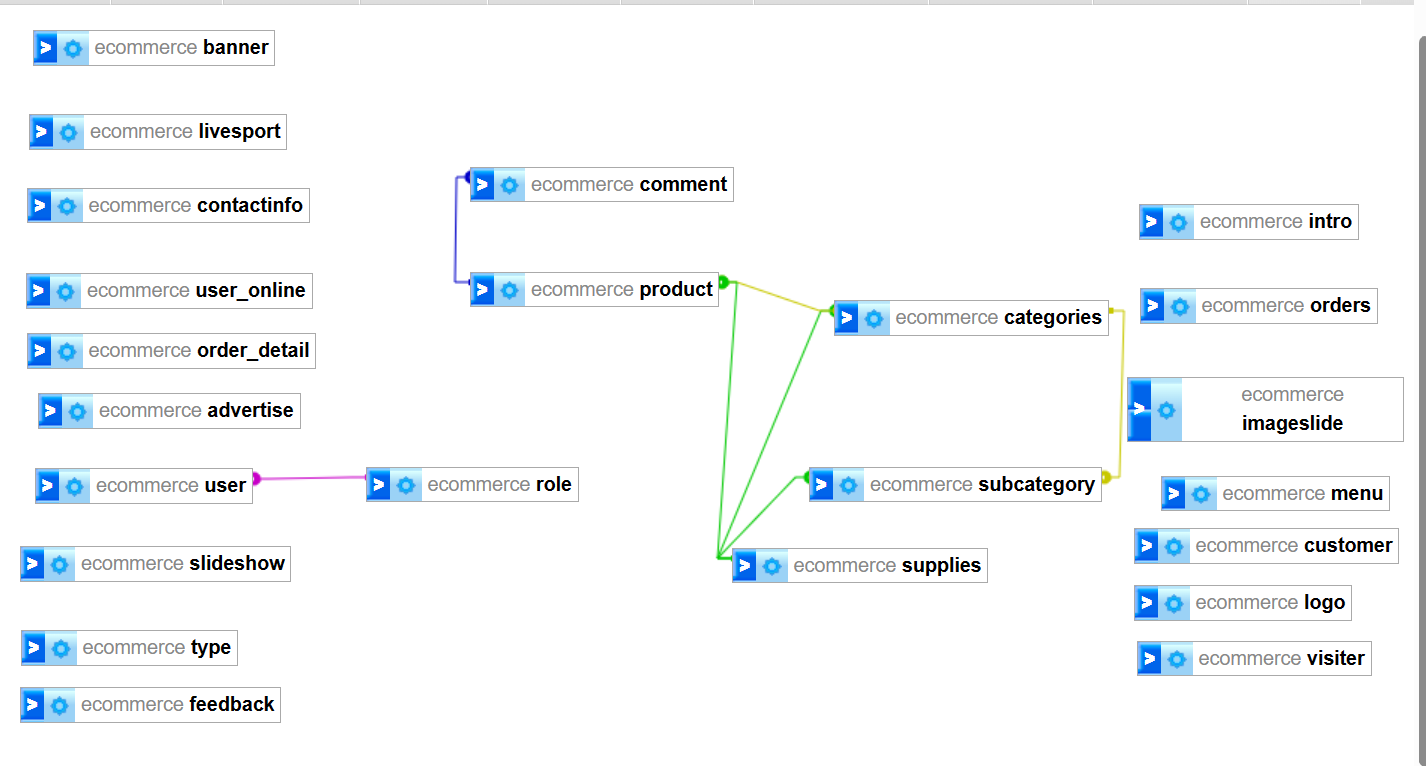 ecommerce banner
ecommerce livesport
ecommerce contactinfo
ecommerce user_online
ecommerce order_detail
ecommerce advertise
ecommerce user
ecommerce slideshow
ecommerce type
ecommerce feedback
ecommerce comment
ecommerce product
ecommerce role
ecommerce categories
ecommerce subcategory
ecommerce supplies
ecommerce intro
ecommerce orders
ecommerce
imageslide
ecommerce menu
ecommerce customer
ecommerce logo
ecommerce visiter